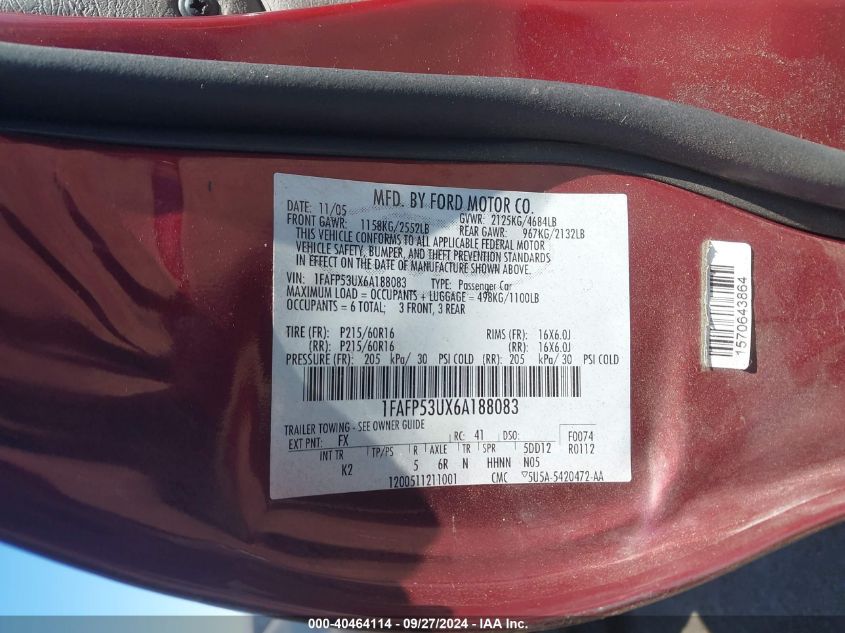 MFD. BY FORD MOTOR CO.
DATE: 11/05 GVWR: 2125KG/4684LB
FRONT GAWR: 1158KG/2552LB REAR GAWR: 967KG/2132LB
THIS VEHICLE CONFORMS TO ALL APPLICABLE FEDERAL MOTOR
VEHICLE SAFETY, BUMPER, AND THEFT PREVENTION STANDARDS
IN EFFECT ON THE DATE OF MANUFACTURE SHOWN ABOVE.
VIN: 1FAFP53UX6A188083 TYPE: Passenger Car
MAXIMUM LOAD = OCCUPANTS + LUGGAGE = 498KG/1100LB
OCCUPANTS = 6 TOTAL; 3 FRONT, 3 REAR
TIRE (FR): P215/60R16 RIMS (FR): 16X6.0J
(RR): P215/60R16 (RR): 16X6.0J
PRESSURE (FR): 205 kPa/ 30 PSI COLD (RR): 205 kPa/ 30 PSI COLD
1FAFP53UX6A188083
TRAILER TOWING - SEE OWNER GUIDE F0074
EXT PNT: FX RC: 41 DSO: R0112
INT TR TP/PS R AXLE TR SPR 5DD12
K2 5 6R N HHNN N05
1200511211001 CMC ▽5U5A-5420472-AA
1570643864
000-40464114 - 09/27/2024 - IAAI.COM